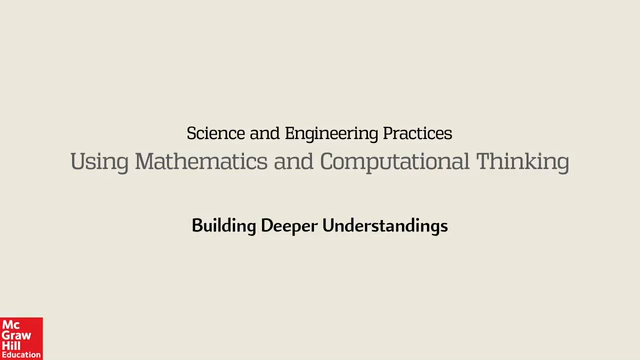 Science and Engineering Practices
Using Mathematics and Computational Thinking
Building Deeper Understandings
Mc
Graw
Hill
Education